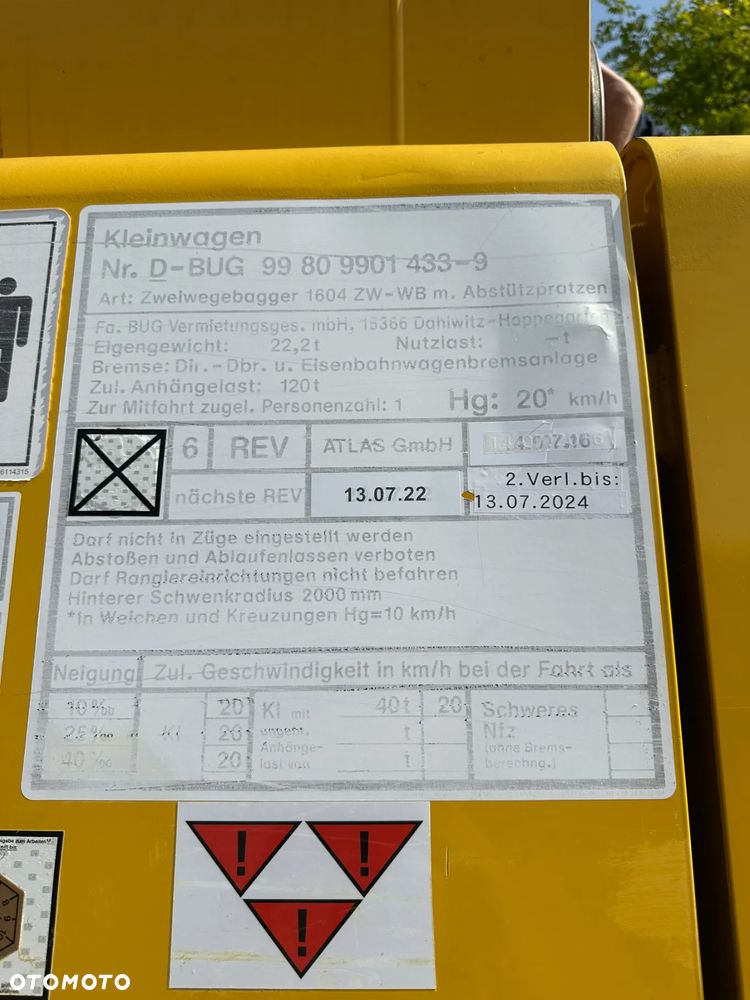 Kleinwagen
Nr. D-BUG 99 80 9901 433-9
Art: Zweiwegebagger 1604 ZW-WB m. Abstützpratzen
Fa. BUG Vermietungsges. mbH, 15366 Dahlwitz-Hoppegarten
Eigengewicht: 22,2t Nutzlast: -t
Bremse: Dir.- Dbr. u. Eisenbahnwagenbremsanlage
Zul. Anhängelast: 120t
Zur Mitfahrt zugel. Personenzahl: 1 Hg: 20* km/h
6 REV ATLAS GmbH
nächste REV 13.07.22 2.Verl.bis:
13.07.2024
Darf nicht in Züge eingestellt werden
Abstoßen und Ablaufenlassen verboten
Darf Rangiereinrichtungen nicht befahren
Hinterer Schwenkradius 2000mm
*in Weichen und Kreuzungen Hg=10 km/h
Neigung Zul. Geschwindigkeit in km/h bei der Fahrt als
10‰ 20 Kl mit 40t 20 Schweres
25‰ Kl 20 ungebr. t Nfz
40‰ 20 Anhänge- t (ohne Brems-
last von berechng.)
6114315
OTOMOTO